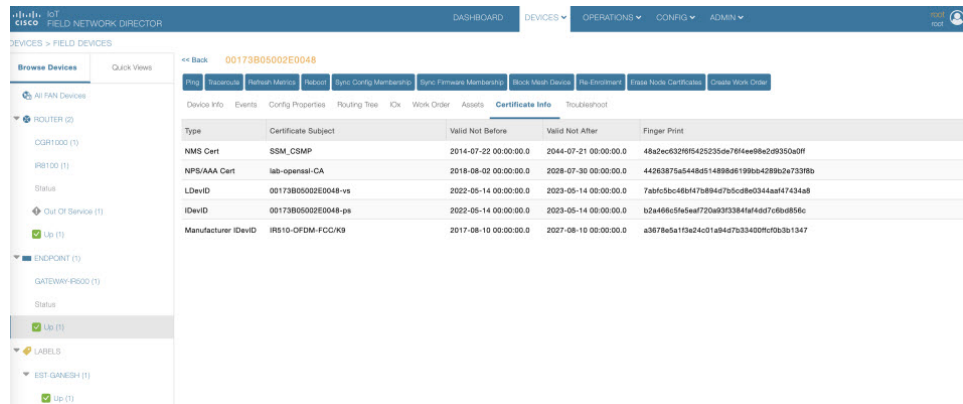 cisco IoT FIELD NETWORK DIRECTOR
DASHBOARD DEVICES OPERATIONS CONFIG ADMIN root root
DEVICES > FIELD DEVICES
Browse Devices Quick Views
<< Back 00173B05002E0048
Ping Traceroute Refresh Metrics Reboot Sync Config Membership Sync Firmware Membership Block Mesh Device Re-Enrolment Erase Node Certificates Create Work Order
Device Info Events Config Properties Routing Tree IOx Work Order Assets Certificate Info Troubleshoot
Type Certificate Subject Valid Not Before Valid Not After Finger Print
NMS Cert SSM_CSMP 2014-07-22 00:00:00.0 2044-07-21 00:00:00.0 48a2ec632f6f5425235de76f4ee98e2d9350a0ff
NPS/AAA Cert lab-openssl-CA 2018-08-02 00:00:00.0 2028-07-30 00:00:00.0 44263875a5448d514898d6199bb4289b2e733f8b
LDevID 00173B05002E0048-vs 2022-05-14 00:00:00.0 2023-05-14 00:00:00.0 7abfc5bc46bf47b894d7b5cd8e0344aaf47434a8
IDevID 00173B05002E0048-ps 2022-05-14 00:00:00.0 2023-05-14 00:00:00.0 b2a466c5fe5eaf720a93f3384faf4dd7c6bd856c
Manufacturer IDevID IR510-OFDM-FCC/K9 2017-08-10 00:00:00.0 2027-08-10 00:00:00.0 a3678e5a1f3e24c01a94d7b33400ffcf0b3b1347
All FAN Devices
ROUTER (2)
CGR1000 (1)
IR8100 (1)
Status
Out Of Service (1)
Up (1)
ENDPOINT (1)
GATEWAY-IR500 (1)
Status
Up (1)
LABELS
EST-GANESH (1)
Up (1)